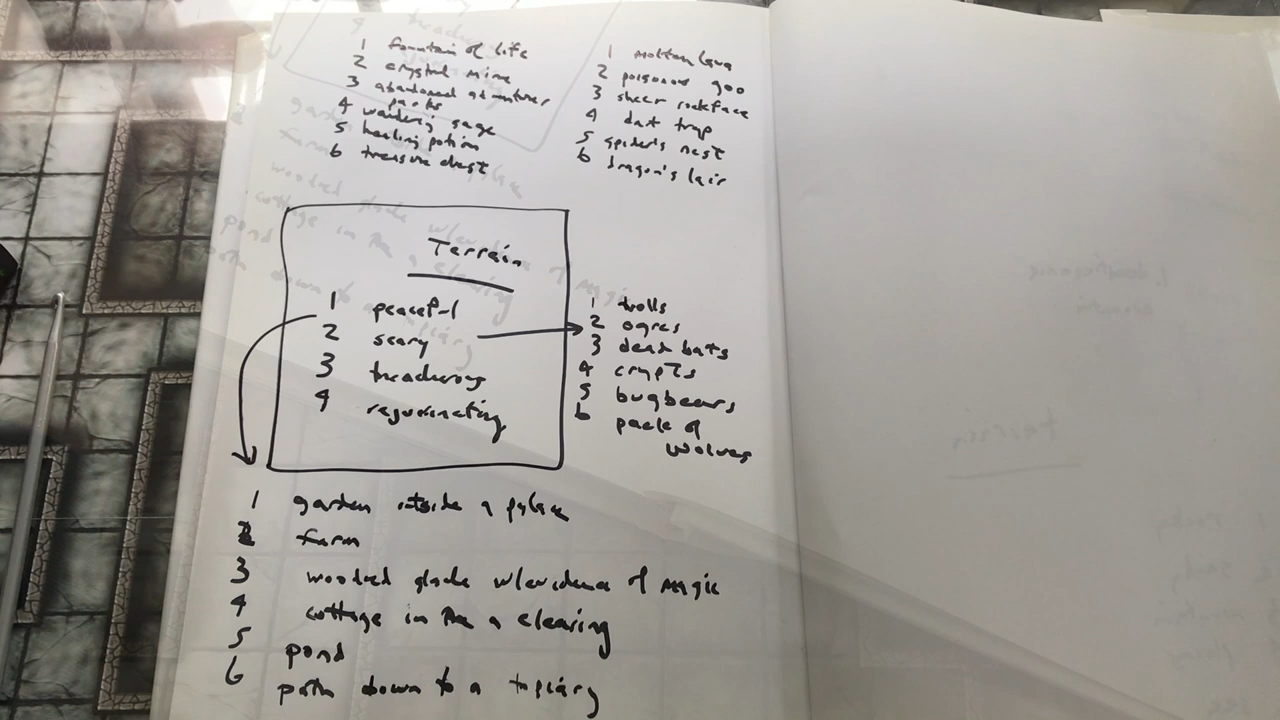 1 fountain of life
2 crystal mine
3 abandoned adventurer
packs
4 wandering sage
5 healing potion
6 treasure chest
1 molten lava
2 poisonous goo
3 sheer rockface
4 dart trap
5 spider's nest
6 dragon's lair
Terrain
1 peaceful
2 scary
3 treacherous
4 rejuvinating
1 trolls
2 ogres
3 dead bats
4 crypts
5 bugbears
6 pack of
wolves
1 garden outside a palace
2 farm
3 wooded glade w/evidence of magic
4 cottage in the a clearing
5 pond
6 path down to a topiary
terrain